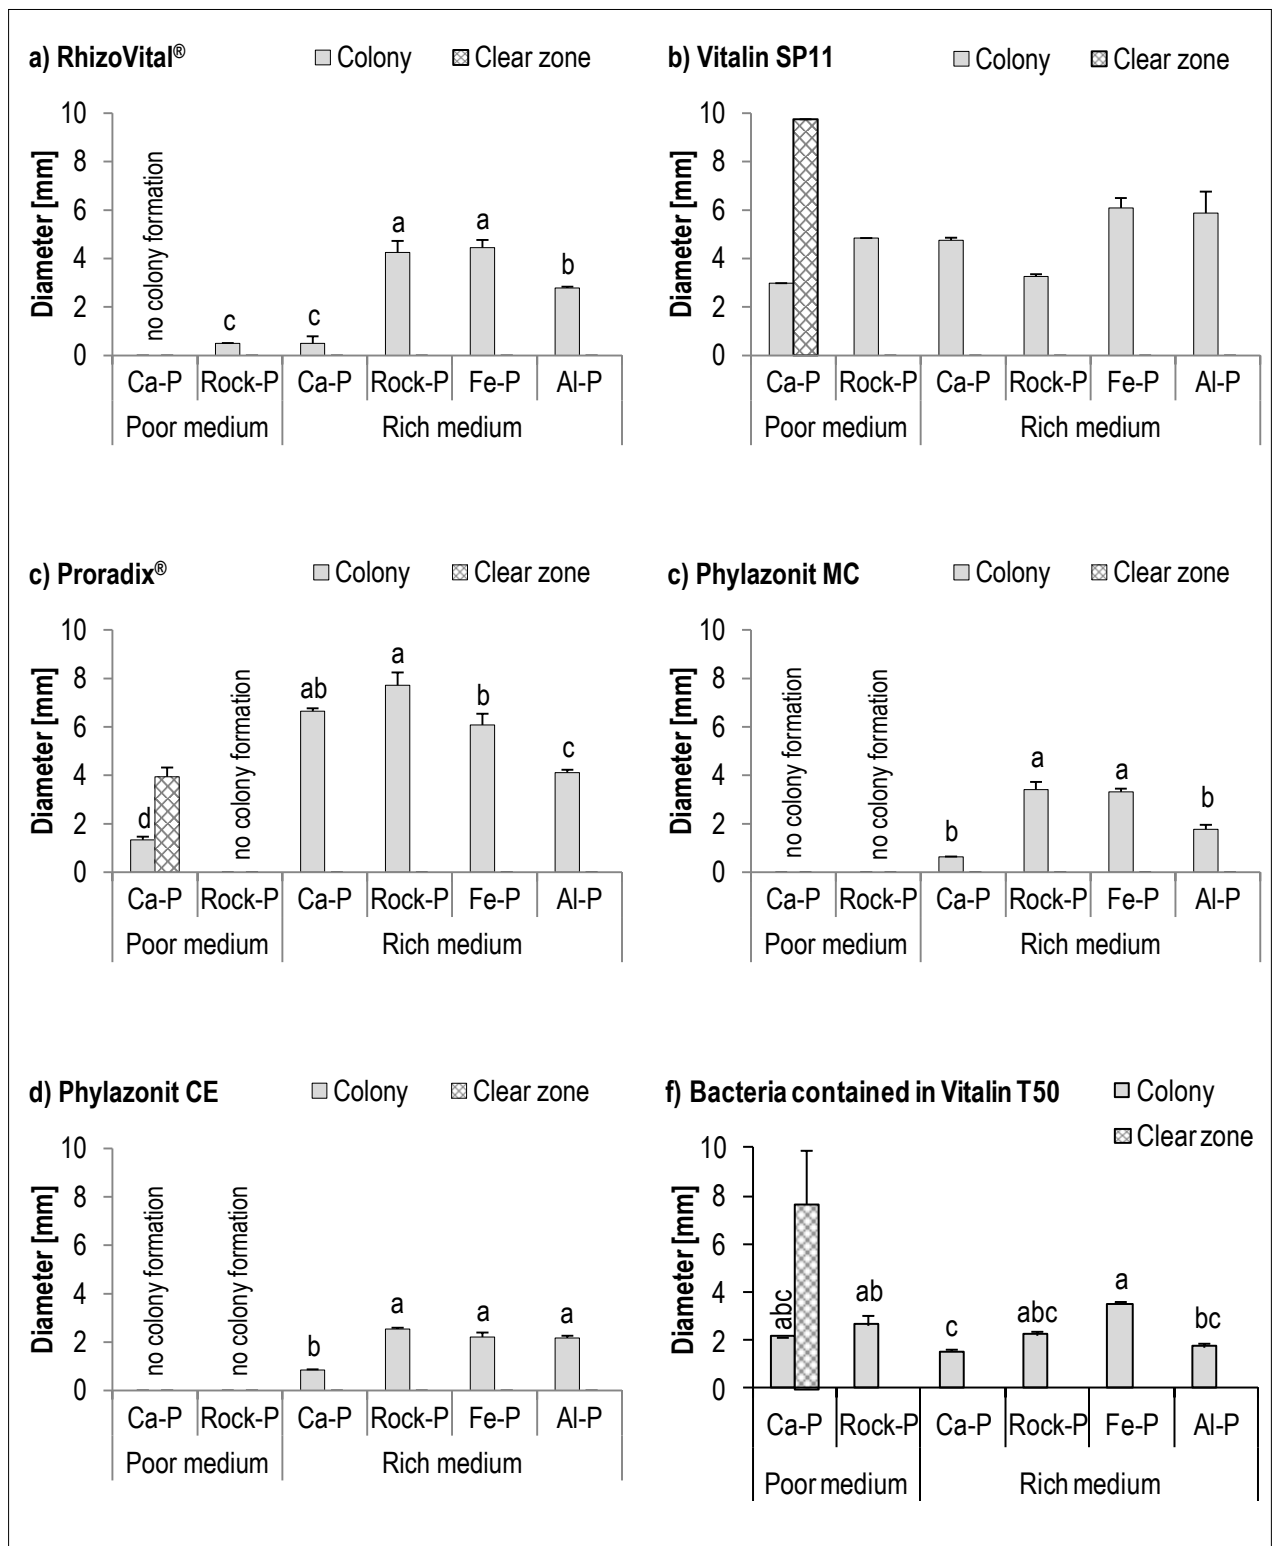 a) RhizoVital®
Colony
Clear zone
Diameter [mm]
10
8
6
4
2
0
no colony formation
c
c
a
a
b
Ca-P Rock-P Ca-P Rock-P Fe-P Al-P
Poor medium Rich medium
b) Vitalin SP11
Colony
Clear zone
Diameter [mm]
10
8
6
4
2
0
Ca-P Rock-P Ca-P Rock-P Fe-P Al-P
Poor medium Rich medium
c) Proradix®
Colony
Clear zone
Diameter [mm]
10
8
6
4
2
0
d
no colony formation
ab
a
b
c
Ca-P Rock-P Ca-P Rock-P Fe-P Al-P
Poor medium Rich medium
c) Phylazonit MC
Colony
Clear zone
Diameter [mm]
10
8
6
4
2
0
no colony formation
no colony formation
b
a
a
b
Ca-P Rock-P Ca-P Rock-P Fe-P Al-P
Poor medium Rich medium
d) Phylazonit CE
Colony
Clear zone
Diameter [mm]
10
8
6
4
2
0
no colony formation
no colony formation
b
a
a
a
Ca-P Rock-P Ca-P Rock-P Fe-P Al-P
Poor medium Rich medium
f) Bacteria contained in Vitalin T50
Colony
Clear zone
Diameter [mm]
10
8
6
4
2
0
abc
ab
c
abc
a
bc
Ca-P Rock-P Ca-P Rock-P Fe-P Al-P
Poor medium Rich medium